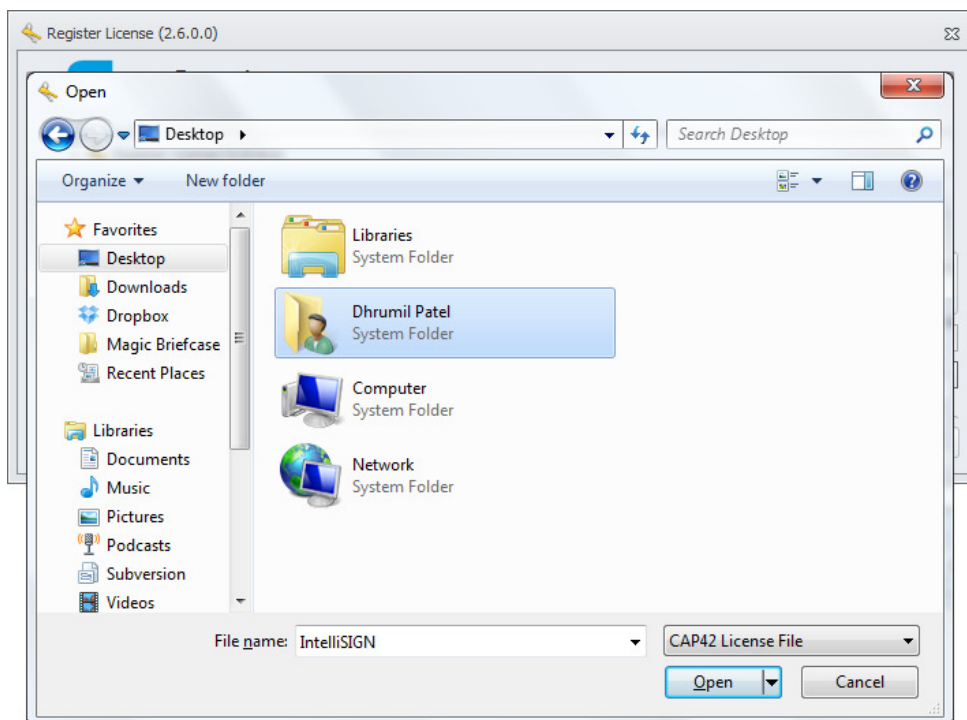 Register License (2.6.0.0)
Open
Desktop
Search Desktop
Organize
New folder
Favorites
Desktop
Downloads
Dropbox
Magic Briefcase
Recent Places
Libraries
Documents
Music
Pictures
Podcasts
Subversion
Videos
Libraries
System Folder
Dhrumil Patel
System Folder
Computer
System Folder
Network
System Folder
File name: IntelliSIGN
CAP42 License File
Open
Cancel